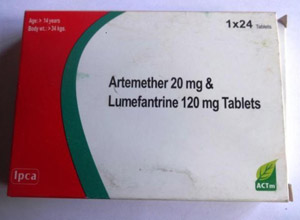 Age: > 14 years
Body wt.: > 34 kgs.
1x24 Tablets
Artemether 20 mg &
Lumefantrine 120 mg Tablets
Ipca
ACTm